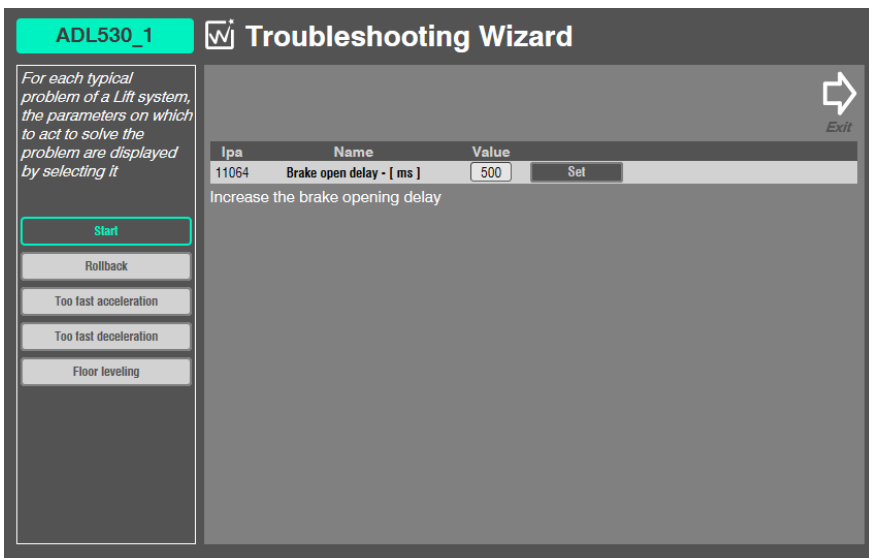 ADL530_1
Troubleshooting Wizard
For each typical
problem of a Lift system,
the parameters on which
to act to solve the
problem are displayed
by selecting it
Start
Rollback
Too fast acceleration
Too fast deceleration
Floor leveling
Exit
Ipa Name Value
11064 Brake open delay - [ ms ] 500 Set
Increase the brake opening delay